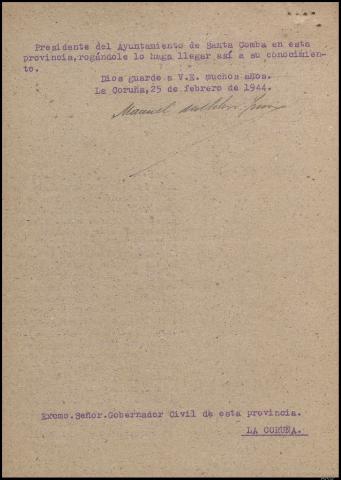 Presidente del Ayuntamiento de Santa Comba en esta
provincia,rogándole lo haga llegar así a su conocimien-
to.
Dios guarde a V.E. muchos años.
La Coruña,25 de febrero de 1944.
Manuel
Excmo.Señor.Gobernador Civil de esta provincia.
LA CORUÑA.